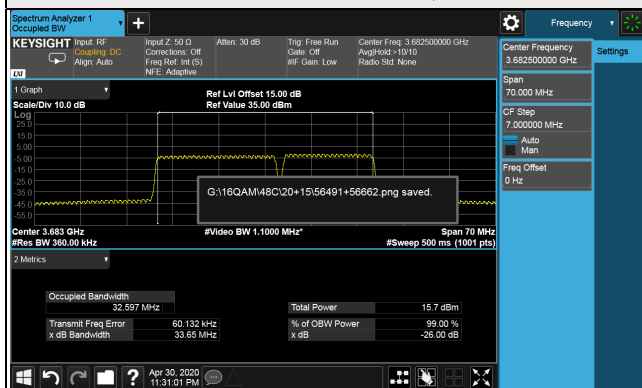 Spectrum Analyzer 1
Occupied BW
Frequency
KEYSIGHT
Input: RF
Coupling: DC
Align: Auto
Input Z: 50 Ω
Corrections: Off
Freq Ref: Int (S)
NFE: Adaptive
Atten: 30 dB
Trig: Free Run
Gate: Off
#IF Gain: Low
Center Freq: 3.682500000 GHz
Avg|Hold:>10/10
Radio Std: None
LXI
Center Frequency
3.682500000 GHz
Settings
Span
70.000 MHz
CF Step
7.000000 MHz
Auto
Man
Freq Offset
0 Hz
1 Graph
Scale/Div 10.0 dB
Ref Lvl Offset 15.00 dB
Ref Value 35.00 dBm
Log
25.0
15.0
5.00
-5.00
-15.0
-25.0
-35.0
-45.0
-55.0
G:\16QAM\48C\20+15\56491+56662.png saved.
Center 3.683 GHz
#Res BW 360.00 kHz
#Video BW 1.1000 MHz*
Span 70 MHz
#Sweep 500 ms (1001 pts)
2 Metrics
Occupied Bandwidth
32.597 MHz
Total Power 15.7 dBm
Transmit Freq Error 60.132 kHz
% of OBW Power 99.00 %
x dB Bandwidth 33.65 MHz
x dB -26.00 dB
Apr 30, 2020
11:31:01 PM